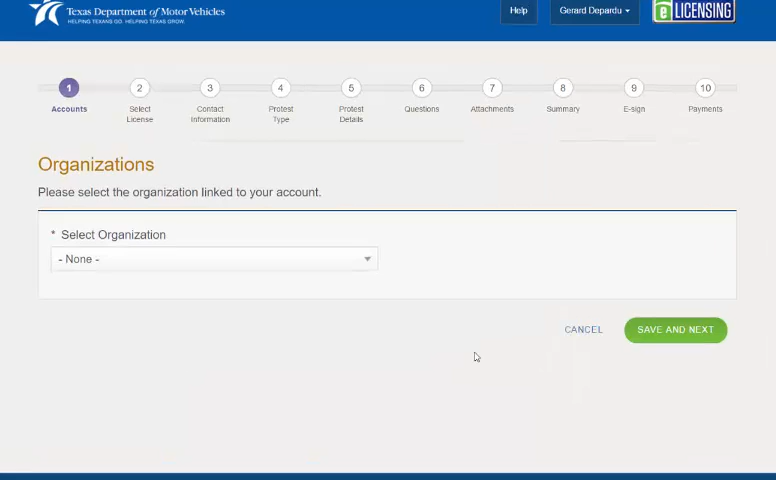 Texas Department of Motor Vehicles
HELPING TEXANS GO. HELPING TEXAS GROW.
Help
Gerard Depardu
eLICENSING
1
2
3
4
5
6
7
8
9
10
Accounts
Select License
Contact Information
Protest Type
Protest Details
Questions
Attachments
Summary
E-sign
Payments
Organizations
Please select the organization linked to your account.
* Select Organization
- None -
CANCEL
SAVE AND NEXT